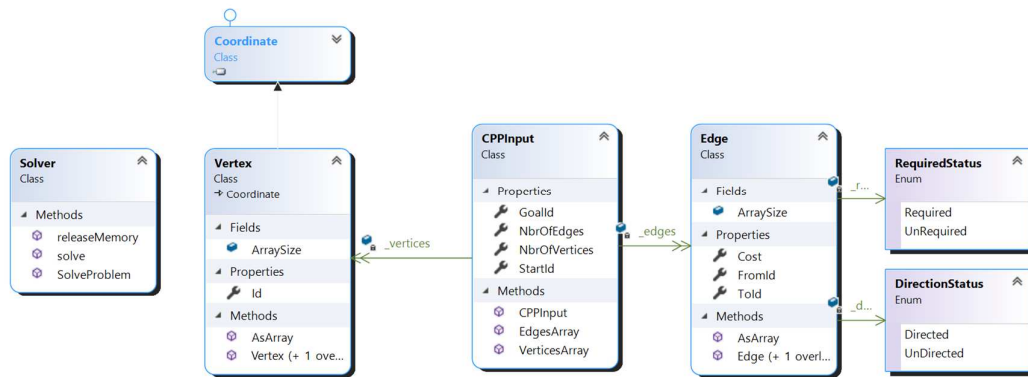 Coordinate
Class
Solver
Class
Methods
releaseMemory
solve
SolveProblem
Vertex
Class
Coordinate
Fields
ArraySize
Properties
Id
Methods
AsArray
Vertex (+ 1 ove...
_vertices
CPPInput
Class
Properties
GoalId
NbrOfEdges
NbrOfVertices
StartId
Methods
CPPInput
EdgesArray
VerticesArray
_edges
Edge
Class
Fields
ArraySize
Properties
Cost
FromId
ToId
Methods
AsArray
Edge (+ 1 overl...
_r...
RequiredStatus
Enum
Required
UnRequired
_d...
DirectionStatus
Enum
Directed
UnDirected